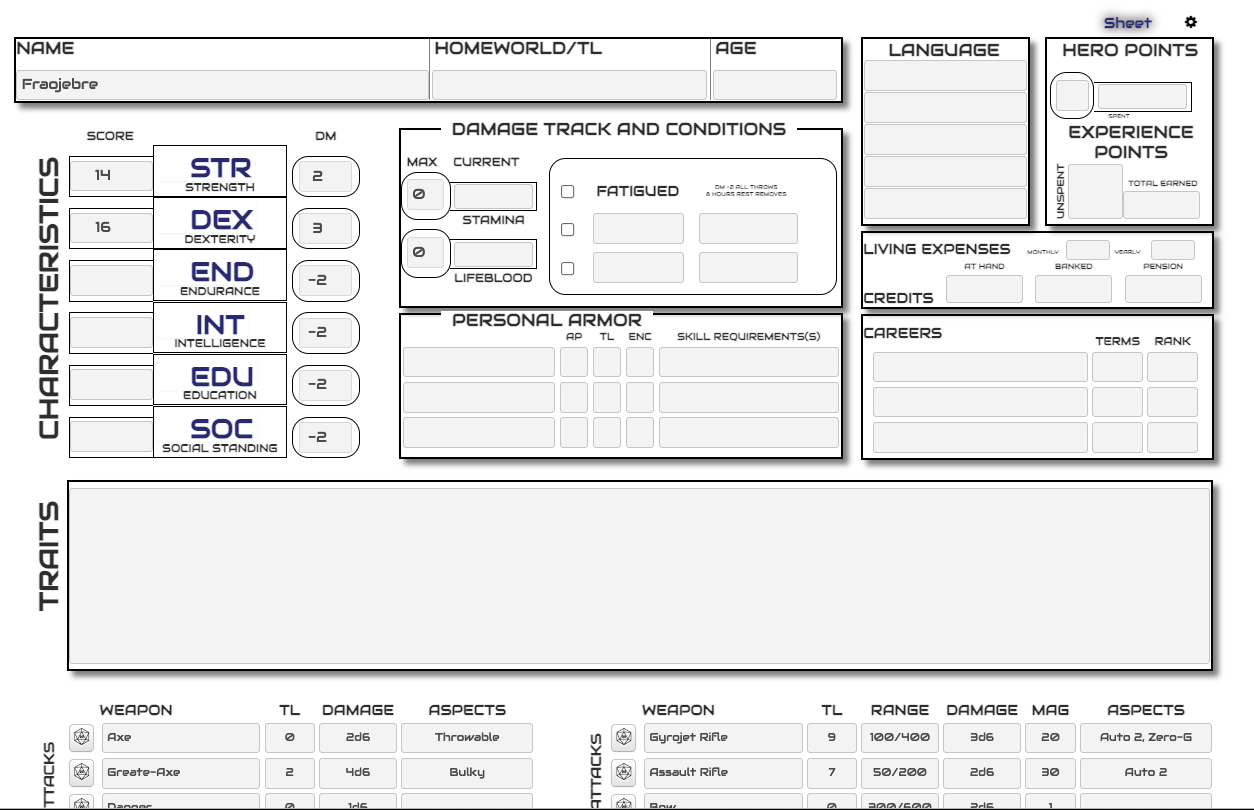 Sheet
NAME HOMEWORLD/TL AGE
Fraojebre
LANGUAGE
HERO POINTS
SPENT
EXPERIENCE
POINTS
UNSPENT
TOTAL EARNED
CHARACTERISTICS
SCORE DM
14 STR 2
STRENGTH
16 DEX 3
DEXTERITY
END -2
ENDURANCE
INT -2
INTELLIGENCE
EDU -2
EDUCATION
SOC -2
SOCIAL STANDING
DAMAGE TRACK AND CONDITIONS
MAX CURRENT
0
STAMINA
0
LIFEBLOOD
FATIGUED
DM -2 ALL THROWS
8 HOURS REST REMOVES
PERSONAL ARMOR
AP TL ENC SKILL REQUIREMENTS(S)
LIVING EXPENSES MONTHLY YEARLY
AT HAND BANKED PENSION
CREDITS
CAREERS
TERMS RANK
TRAITS
WEAPON TL DAMAGE ASPECTS
Axe 0 2d6 Throwable
Greate-Axe 2 4d6 Bulky
Dagger 0 1d6
WEAPON TL RANGE DAMAGE MAG ASPECTS
Gyrojet Rifle 9 100/400 3d6 20 Auto 2, Zero-G
Assault Rifle 7 50/200 2d6 30 Auto 2
Bow 0 300/600 2d6 1